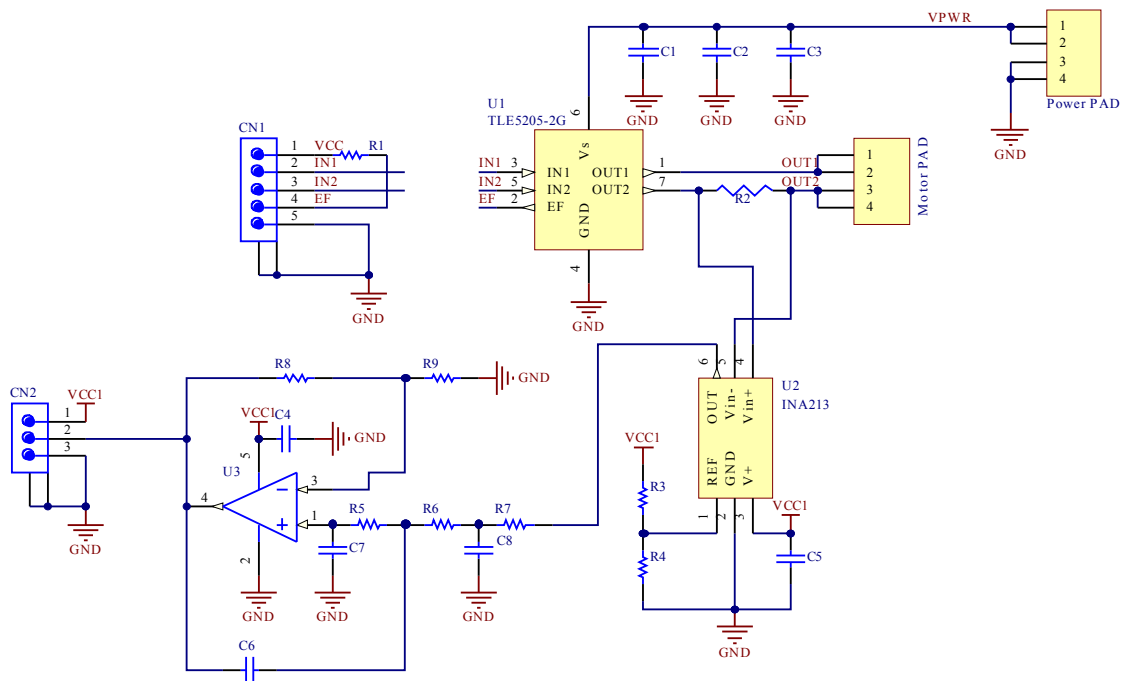 VPWR
1
2
3
4
Power PAD
C1
C2
C3
GND
GND
GND
GND
6
U1
TLE5205-2G
Vs
IN1
3
IN1
IN2
5
IN2
EF
2
EF
OUT1
1
OUT2
7
GND
4
GND
OUT1
OUT2
R2
1
2
3
4
Motor PAD
CN1
1
VCC
R1
2
IN1
3
IN2
4
EF
5
GND
R8
R9
GND
CN2
1
VCC1
2
3
GND
VCC1
C4
GND
5
U3
3
4
1
2
GND
R5
R6
R7
C7
GND
C8
GND
C6
6
5
4
U2
INA213
OUT
Vin-
Vin+
REF
GND
V+
1
2
3
VCC1
R3
R4
VCC1
C5
GND